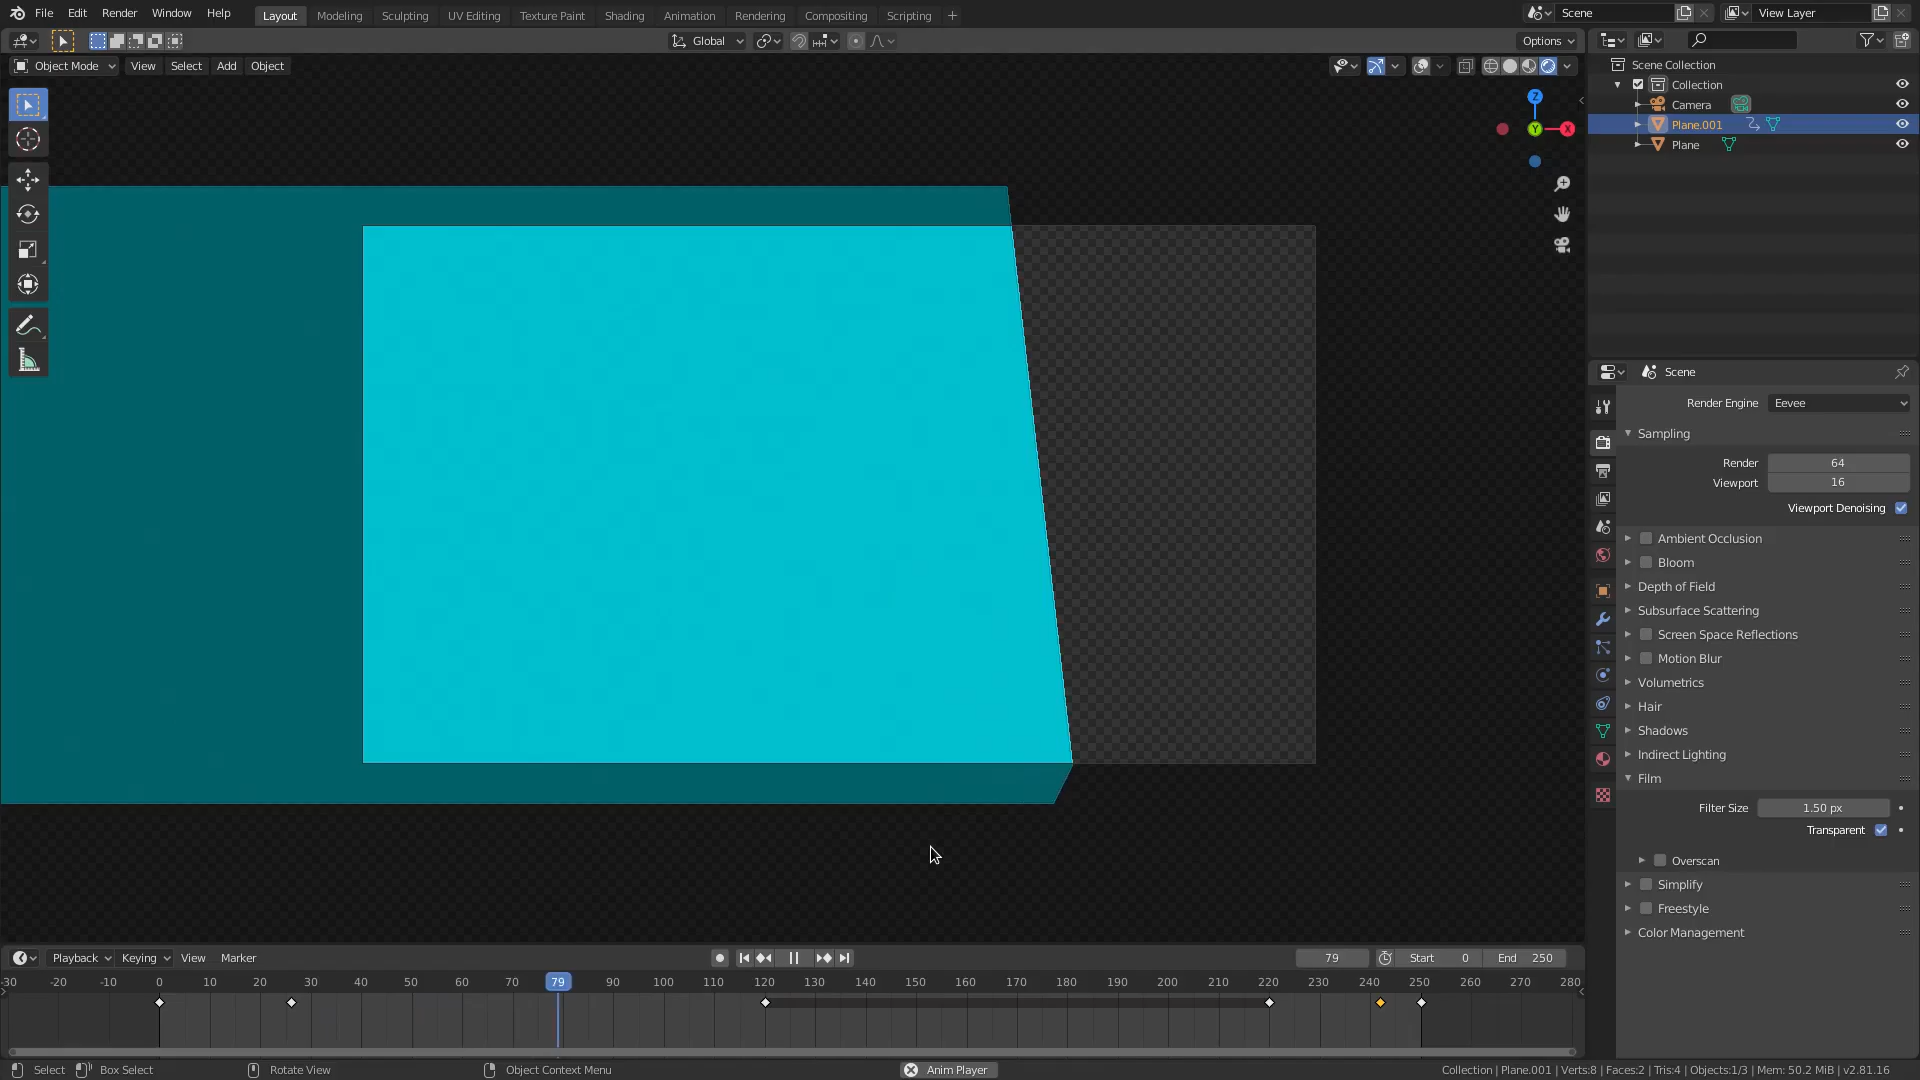 File Edit Render Window Help Layout Modeling Sculpting UV Editing Texture Paint Shading Animation Rendering Compositing Scripting + Scene View Layer
Global Options
Object Mode View Select Add Object
Z
Y X
Scene Collection
Collection
Camera
Plane.001
Plane
Scene
Render Engine Eevee
Sampling
Render 64
Viewport 16
Viewport Denoising
Ambient Occlusion
Bloom
Depth of Field
Subsurface Scattering
Screen Space Reflections
Motion Blur
Volumetrics
Hair
Shadows
Indirect Lighting
Film
Filter Size 1.50 px
Transparent
Overscan
Simplify
Freestyle
Color Management
Playback Keying View Marker 79 Start 0 End 250
-30 -20 -10 0 10 20 30 40 50 60 70 79 90 100 110 120 130 140 150 160 170 180 190 200 210 220 230 240 250 260 270 280
Select Box Select Rotate View Object Context Menu Anim Player Collection | Plane.001 | Verts:8 | Faces:2 | Tris:4 | Objects:1/3 | Mem: 50.2 MiB | v2.81.16